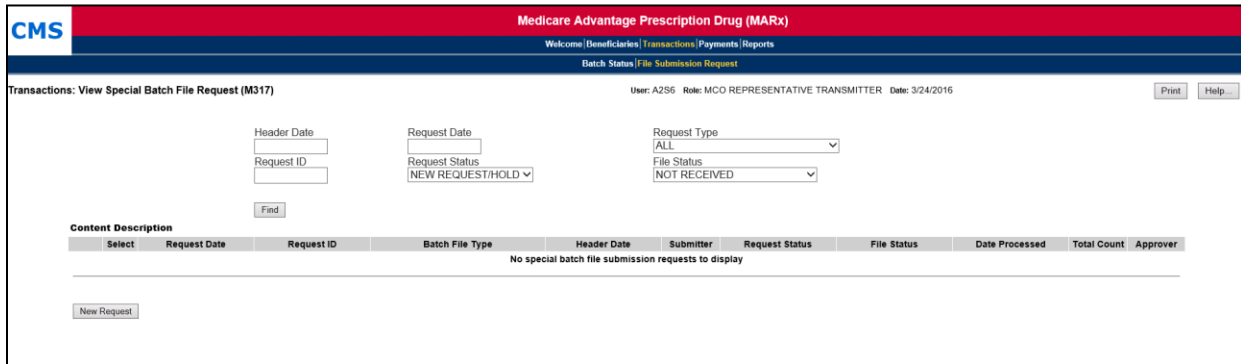 CMS
Medicare Advantage Prescription Drug (MARx)
Welcome|Beneficiaries|Transactions|Payments|Reports
Batch Status|File Submission Request
Transactions: View Special Batch File Request (M317)
User: A2S6 Role: MCO REPRESENTATIVE TRANSMITTER Date: 3/24/2016
Print Help...
Header Date Request Date Request Type
ALL
Request ID Request Status File Status
NEW REQUEST/HOLD NOT RECEIVED
Find
Content Description
Select Request Date Request ID Batch File Type Header Date Submitter Request Status File Status Date Processed Total Count Approver
No special batch file submission requests to display
New Request